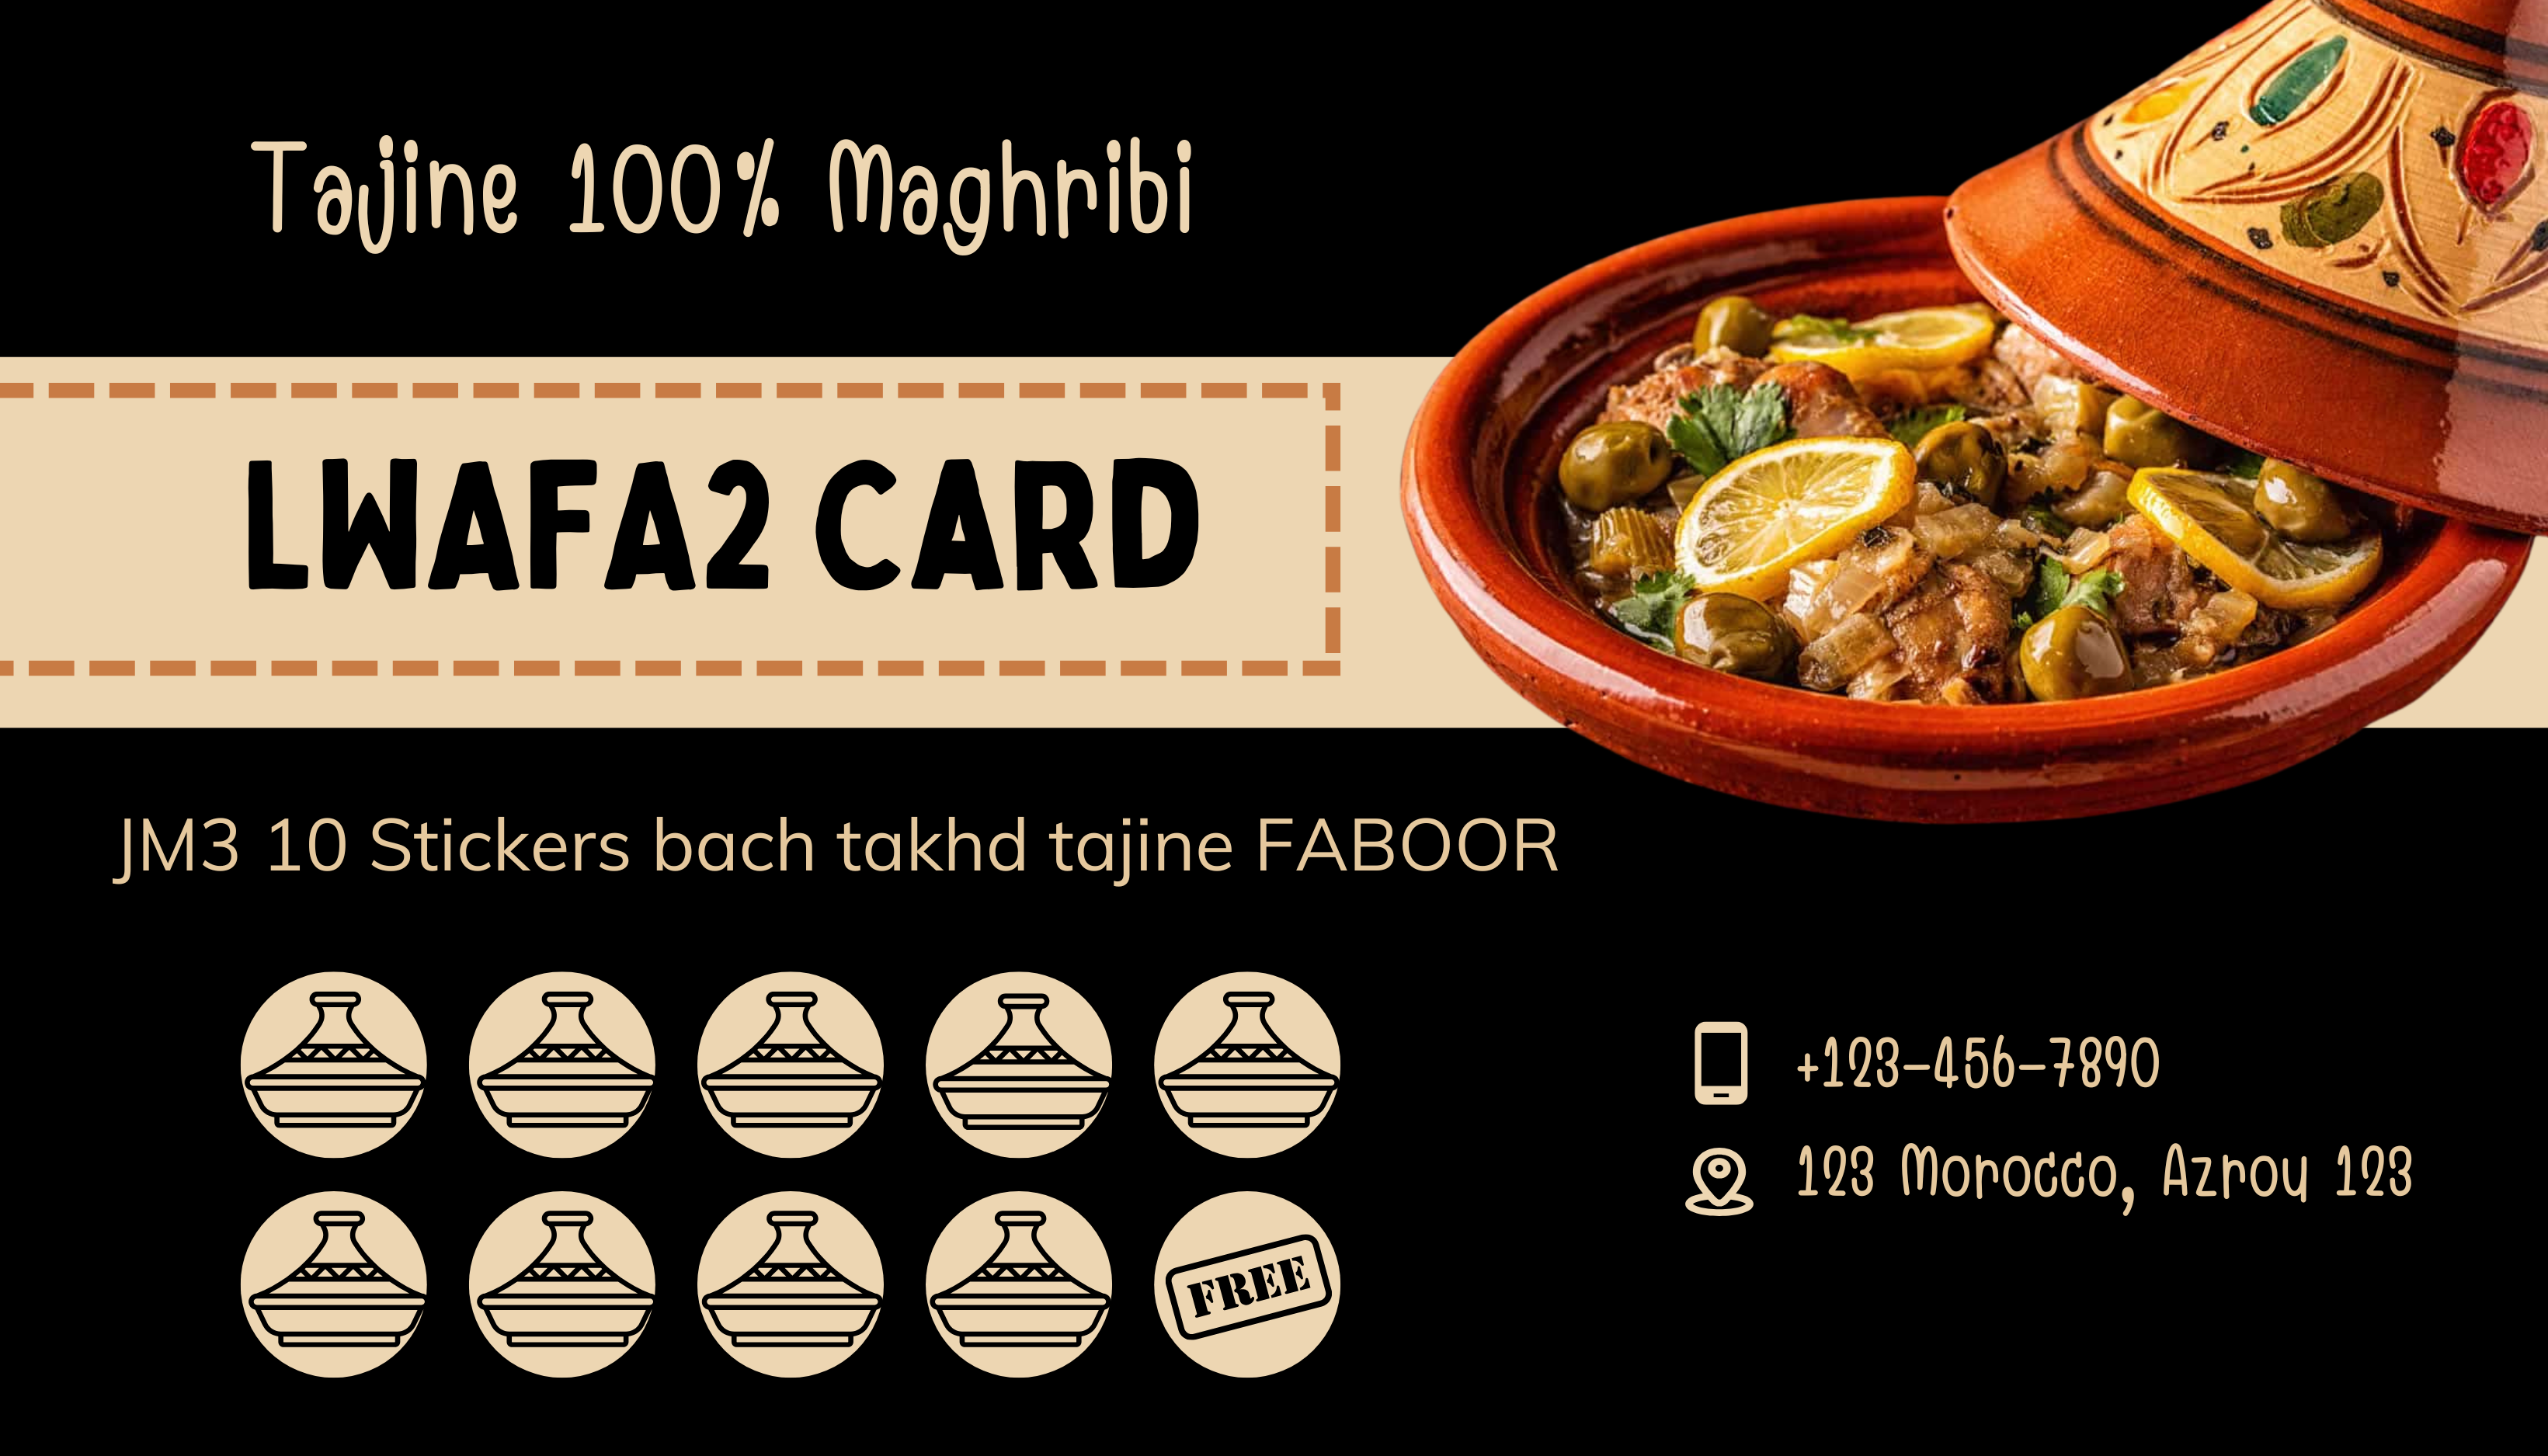 Tajine 100% Maghribi
LWAFA2 CARD
JM3 10 Stickers bach takhd tajine FABOOR
FREE
+123-456-7890
123 Morocco, Azrou 123